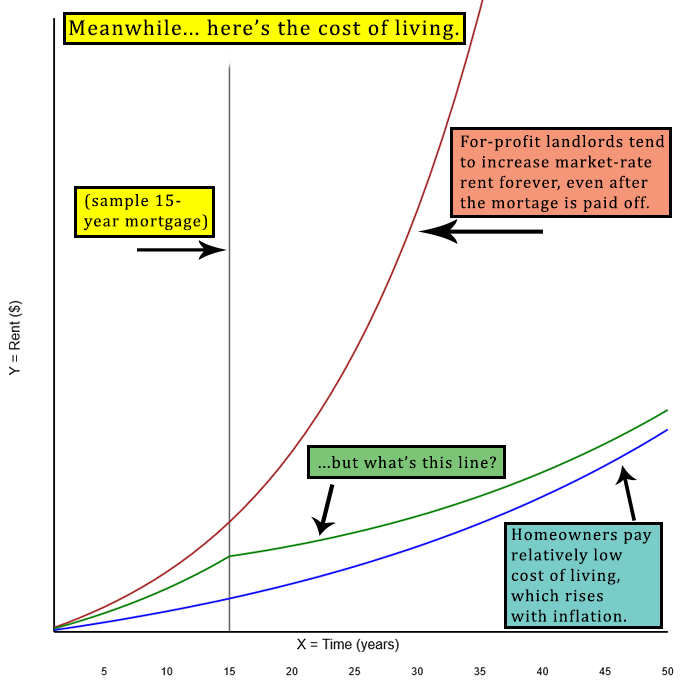 Meanwhile... here's the cost of living.
For-profit landlords tend
to increase market-rate
rent forever, even after
the mortage is paid off.
(sample 15-
year mortgage)
Y = Rent ($)
...but what's this line?
Homeowners pay
relatively low
cost of living,
which rises
with inflation.
X = Time (years)
5 10 15 20 25 30 35 40 45 50